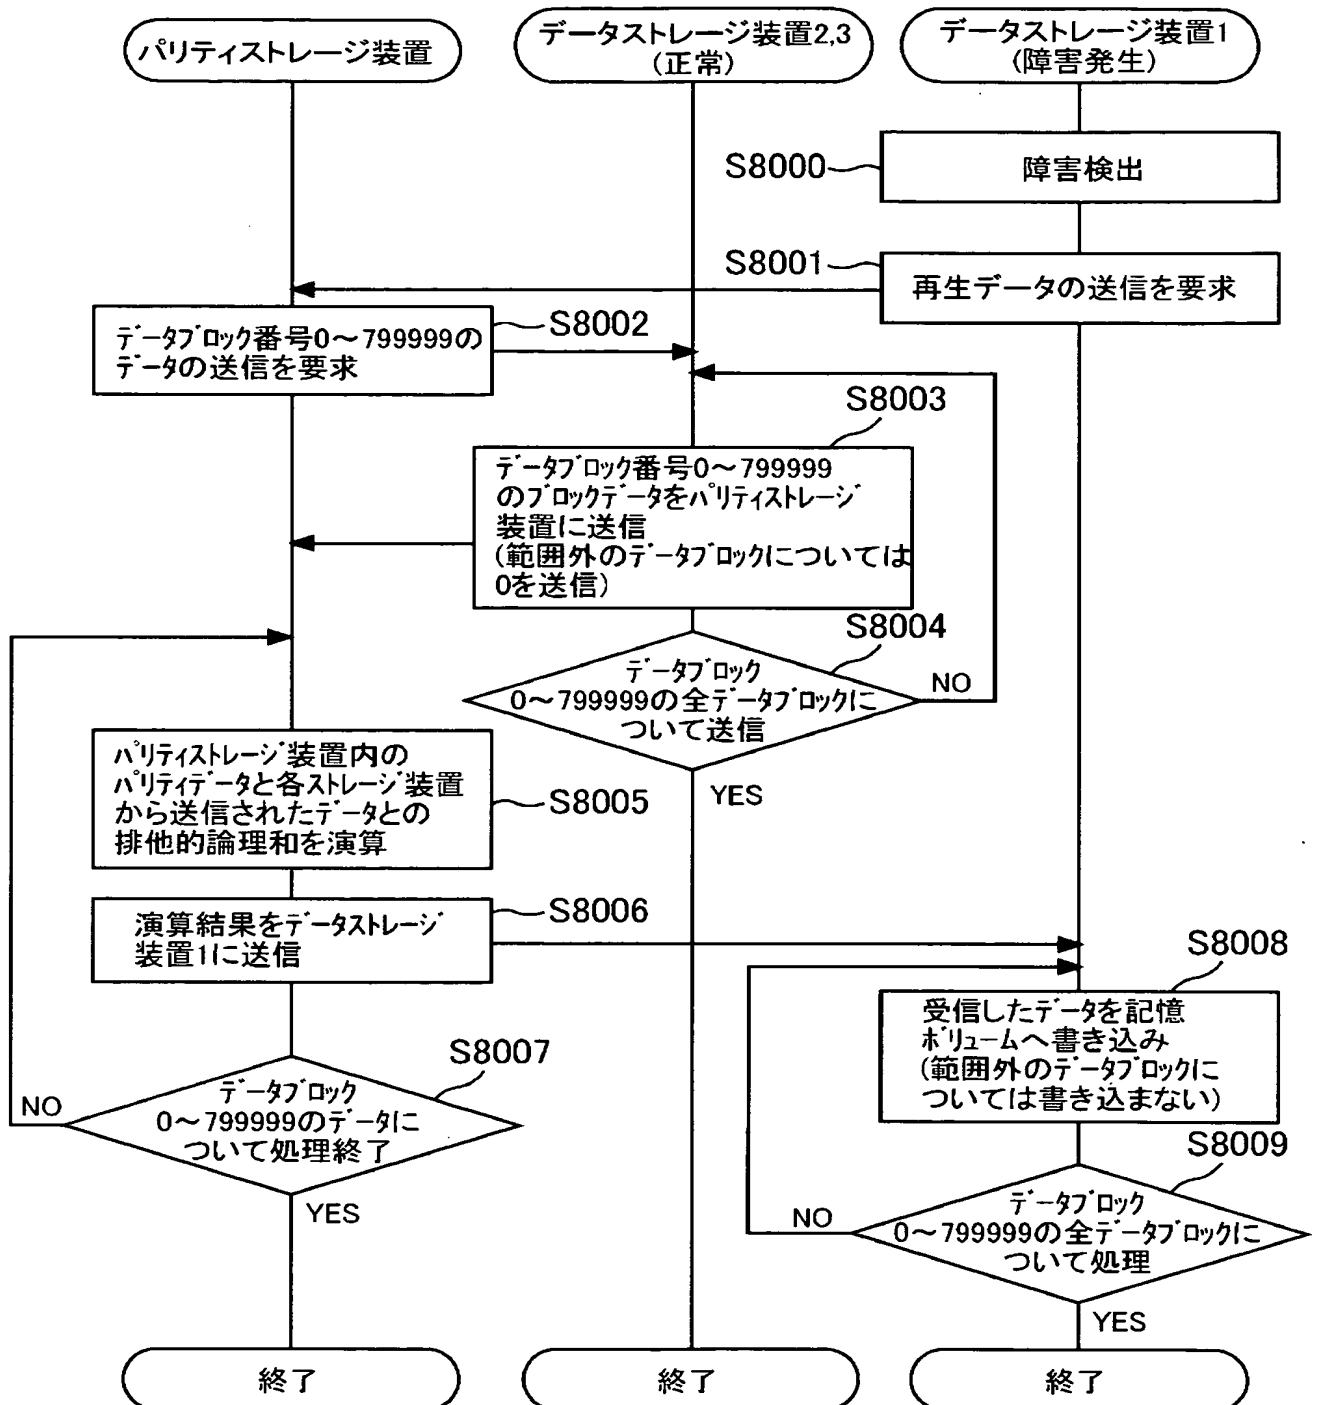 パリティストレージ装置
データストレージ装置2,3
(正常)
データストレージ装置1
(障害発生)
S8000
障害検出
S8001
再生データの送信を要求
S8002
データブロック番号0〜799999の
データの送信を要求
S8003
データブロック番号0〜799999
のブロックデータをパリティストレージ
装置に送信
(範囲外のデータブロックについては
0を送信)
S8004
データブロック
0〜799999の全データブロックに
ついて送信
NO
YES
パリティストレージ装置内の
パリティデータと各ストレージ装置
から送信されたデータとの
排他的論理和を演算
S8005
演算結果をデータストレージ
装置1に送信
S8006
S8007
データブロック
0〜799999のデータに
ついて処理終了
NO
YES
S8008
受信したデータを記憶
ボリュームへ書き込み
(範囲外のデータブロックに
ついては書き込まない)
S8009
データブロック
0〜799999の全データブロックに
ついて処理
NO
YES
終了
終了
終了